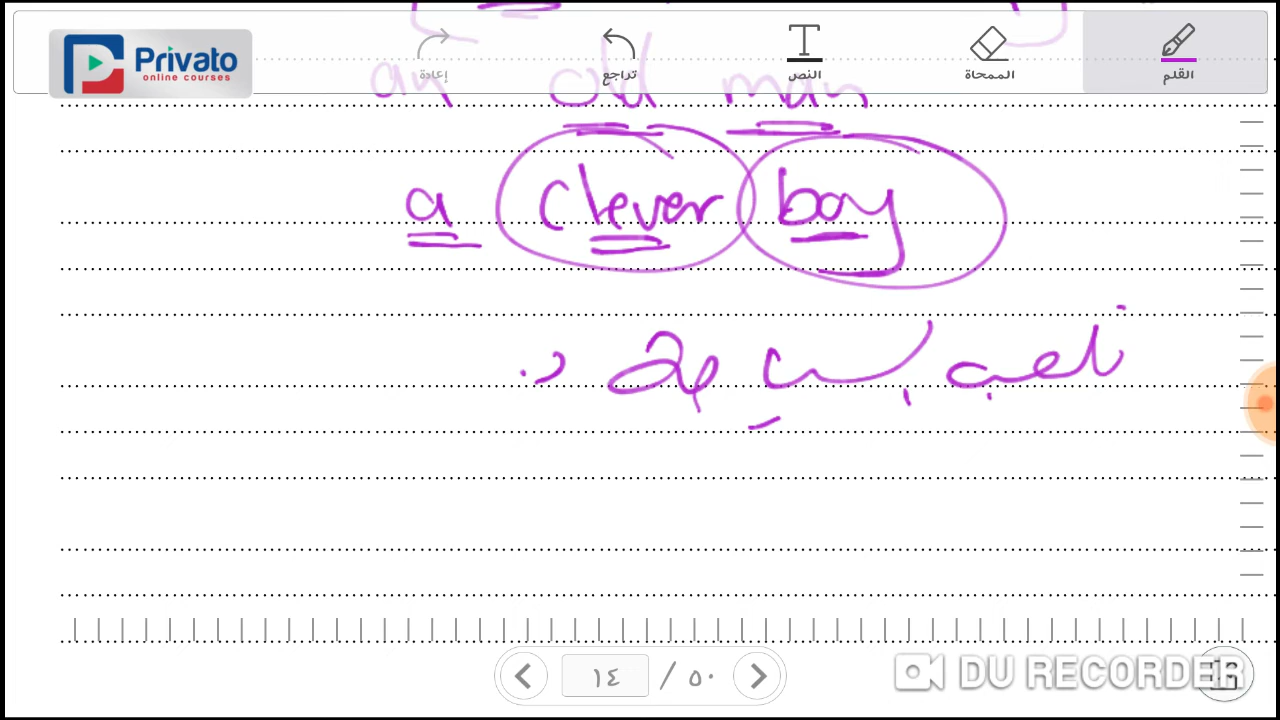 Privato
online courses
إعادة
تراجع
النص
الممحاة
القلم
an old man
a clever boy
١٤ / ٥٠
DU RECORDER